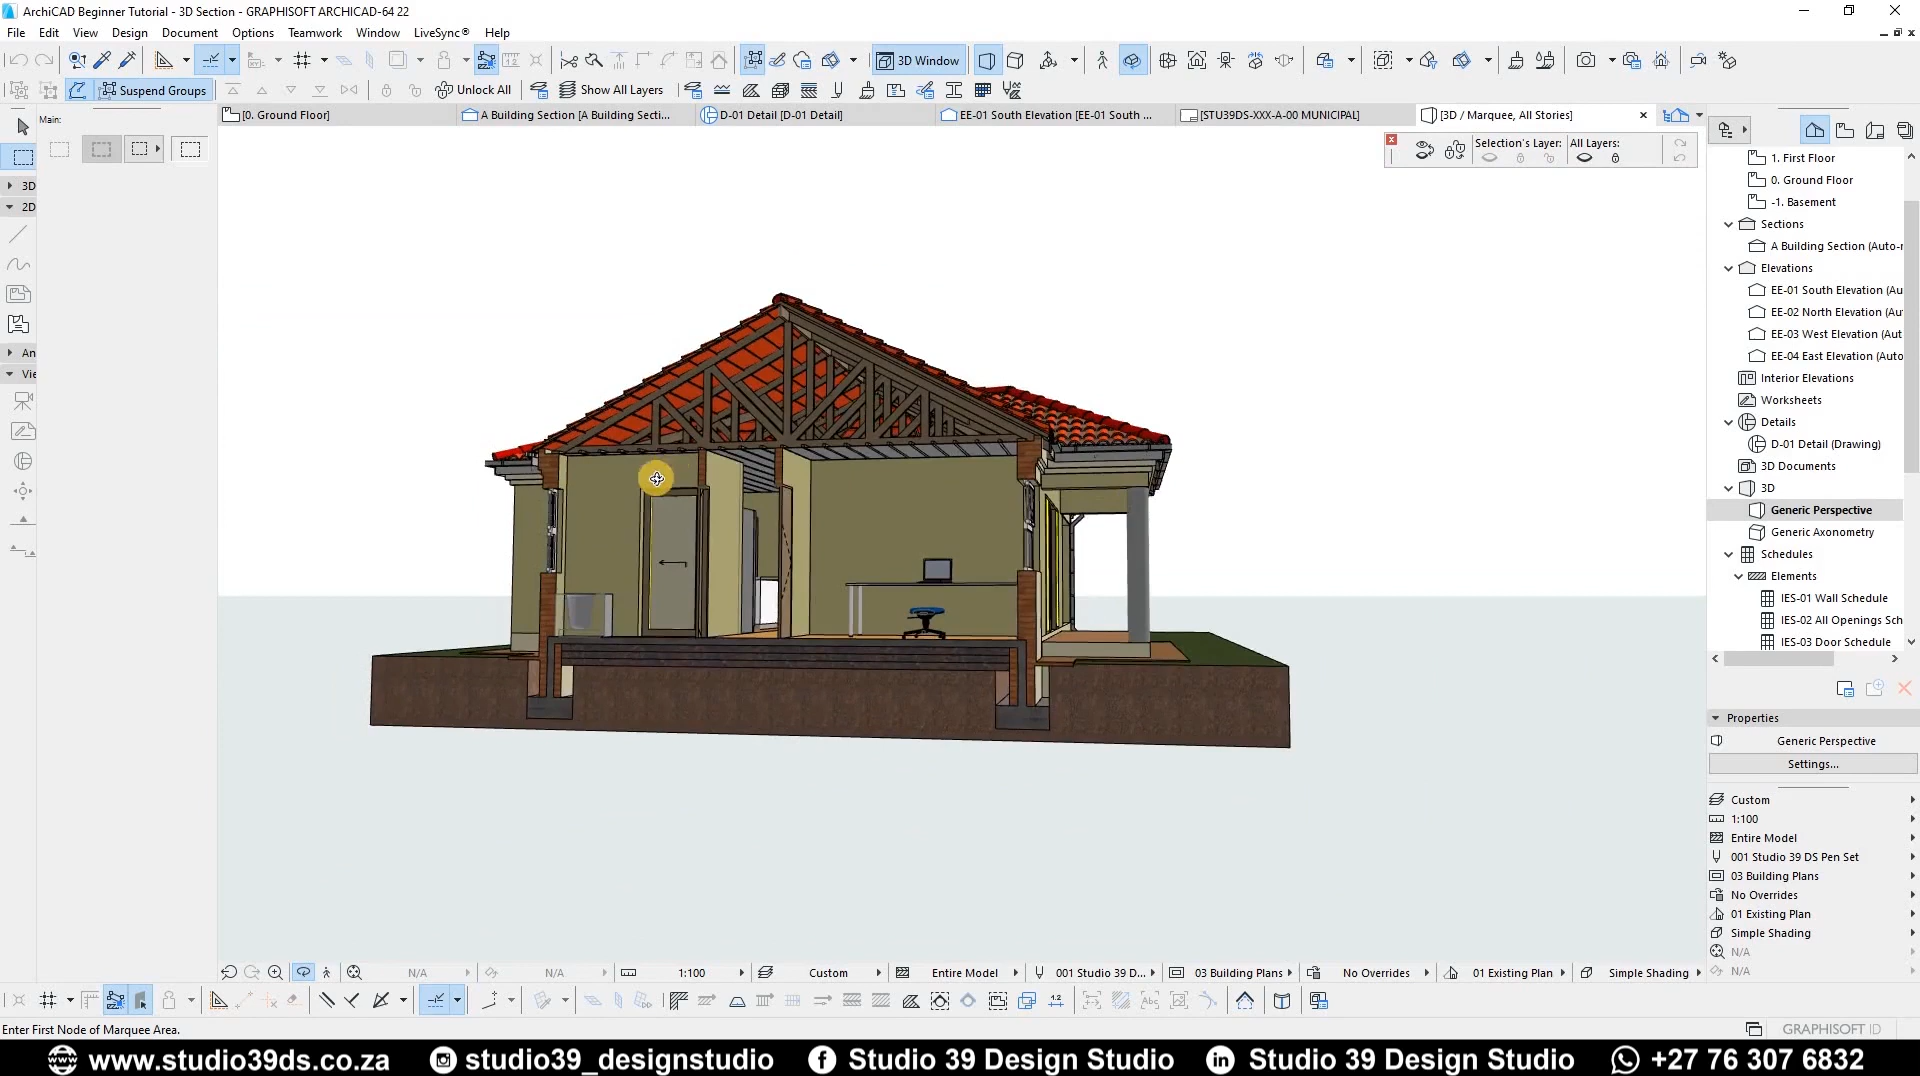 ArchiCAD Beginner Tutorial - 3D Section - GRAPHISOFT ARCHICAD-64 22
File Edit View Design Document Options Teamwork Window LiveSync® Help
3D Window
Suspend Groups Unlock All Show All Layers
[0. Ground Floor] A Building Section [A Building Secti... D-01 Detail [D-01 Detail] EE-01 South Elevation [EE-01 South ... [STU39DS-XXX-A-00 MUNICIPAL] [3D / Marquee, All Stories]
Main:
3D
2D
An
Vie
Selection's Layer: All Layers:
1. First Floor
0. Ground Floor
-1. Basement
Sections
A Building Section (Auto-r
Elevations
EE-01 South Elevation (Au
EE-02 North Elevation (Au
EE-03 West Elevation (Aut
EE-04 East Elevation (Auto
Interior Elevations
Worksheets
Details
D-01 Detail (Drawing)
3D Documents
3D
Generic Perspective
Generic Axonometry
Schedules
Elements
IES-01 Wall Schedule
IES-02 All Openings Sch
IES-03 Door Schedule
Properties
Generic Perspective
Settings...
Custom
1:100
Entire Model
001 Studio 39 DS Pen Set
03 Building Plans
No Overrides
01 Existing Plan
Simple Shading
N/A
N/A
N/A N/A 1:100 Custom Entire Model 001 Studio 39 D... 03 Building Plans No Overrides 01 Existing Plan Simple Shading
Enter First Node of Marquee Area.
GRAPHISOFT ID
www.studio39ds.co.za studio39_designstudio Studio 39 Design Studio Studio 39 Design Studio +27 76 307 6832